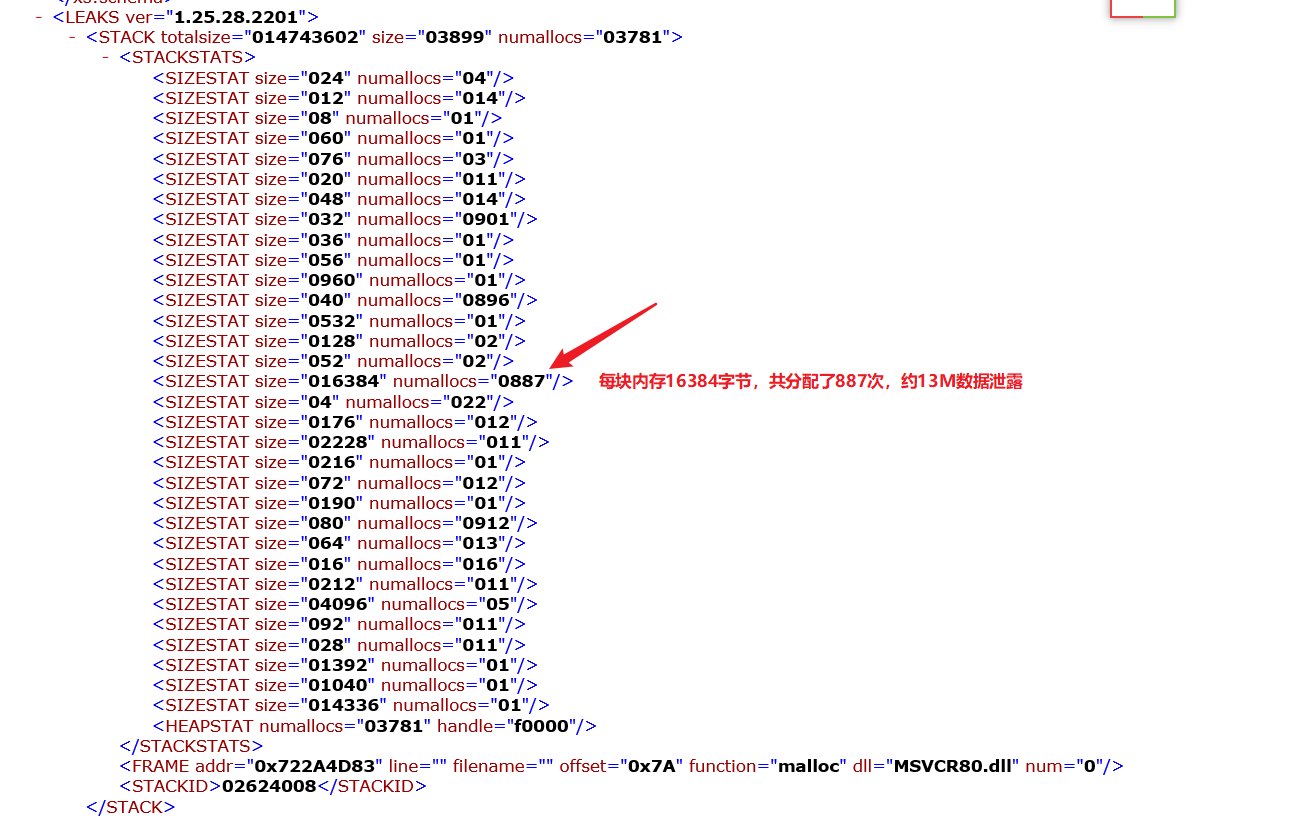 </xs:schema>
- <LEAKS ver="1.25.28.2201">
- <STACK totalsize="014743602" size="03899" numallocs="03781">
- <STACKSTATS>
<SIZESTAT size="024" numallocs="04"/>
<SIZESTAT size="012" numallocs="014"/>
<SIZESTAT size="08" numallocs="01"/>
<SIZESTAT size="060" numallocs="01"/>
<SIZESTAT size="076" numallocs="03"/>
<SIZESTAT size="020" numallocs="011"/>
<SIZESTAT size="048" numallocs="014"/>
<SIZESTAT size="032" numallocs="0901"/>
<SIZESTAT size="036" numallocs="01"/>
<SIZESTAT size="056" numallocs="01"/>
<SIZESTAT size="0960" numallocs="01"/>
<SIZESTAT size="040" numallocs="0896"/>
<SIZESTAT size="0532" numallocs="01"/>
<SIZESTAT size="0128" numallocs="02"/>
<SIZESTAT size="052" numallocs="02"/>
<SIZESTAT size="016384" numallocs="0887"/> 每块内存16384字节，共分配了887次，约13M数据泄露
<SIZESTAT size="04" numallocs="022"/>
<SIZESTAT size="0176" numallocs="012"/>
<SIZESTAT size="02228" numallocs="011"/>
<SIZESTAT size="0216" numallocs="01"/>
<SIZESTAT size="072" numallocs="012"/>
<SIZESTAT size="0190" numallocs="01"/>
<SIZESTAT size="080" numallocs="0912"/>
<SIZESTAT size="064" numallocs="013"/>
<SIZESTAT size="016" numallocs="016"/>
<SIZESTAT size="0212" numallocs="011"/>
<SIZESTAT size="04096" numallocs="05"/>
<SIZESTAT size="092" numallocs="011"/>
<SIZESTAT size="028" numallocs="011"/>
<SIZESTAT size="01392" numallocs="01"/>
<SIZESTAT size="01040" numallocs="01"/>
<SIZESTAT size="014336" numallocs="01"/>
<HEAPSTAT numallocs="03781" handle="f0000"/>
</STACKSTATS>
<FRAME addr="0x722A4D83" line="" filename="" offset="0x7A" function="malloc" dll="MSVCR80.dll" num="0"/>
<STACKID>02624008</STACKID>
</STACK>